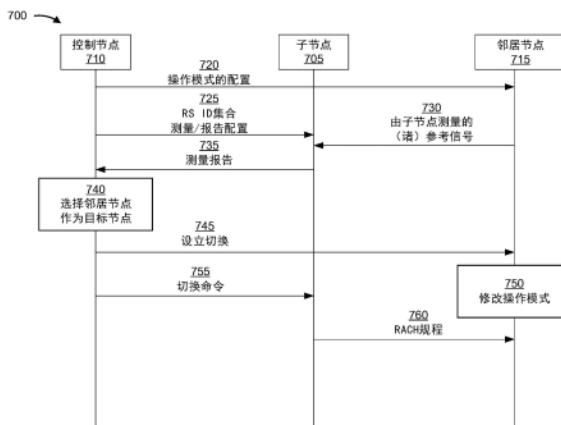 700
控制节点
710
子节点
705
邻居节点
715
720
操作模式的配置
725
RS ID集合
测量/报告配置
730
由子节点测量的
（诸）参考信号
735
测量报告
740
选择邻居节点
作为目标节点
745
设立切换
750
修改操作模式
755
切换命令
760
RACH规程